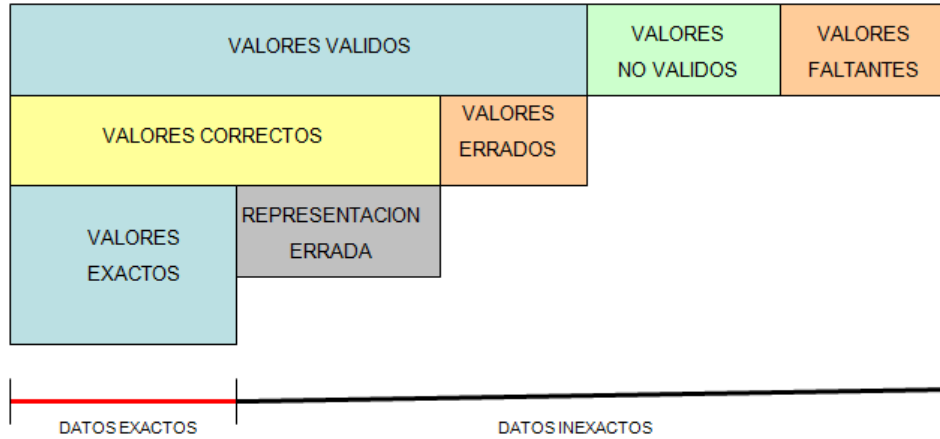 VALORES VALIDOS
VALORES
NO VALIDOS
VALORES
FALTANTES
VALORES CORRECTOS
VALORES
ERRADOS
VALORES
EXACTOS
REPRESENTACION
ERRADA
DATOS EXACTOS
DATOS INEXACTOS